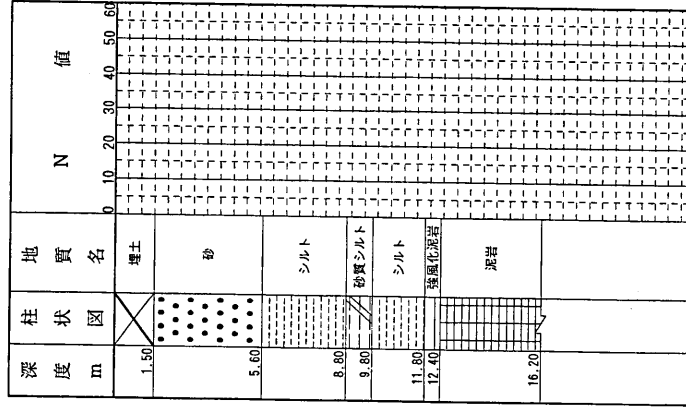 深度 m
柱状図
地質名
N 値
0 10 20 30 40 50 60
1.50
埋土
5.60
砂
8.80
シルト
9.80
砂質シルト
11.80
シルト
12.40
強風化泥岩
16.20
泥岩